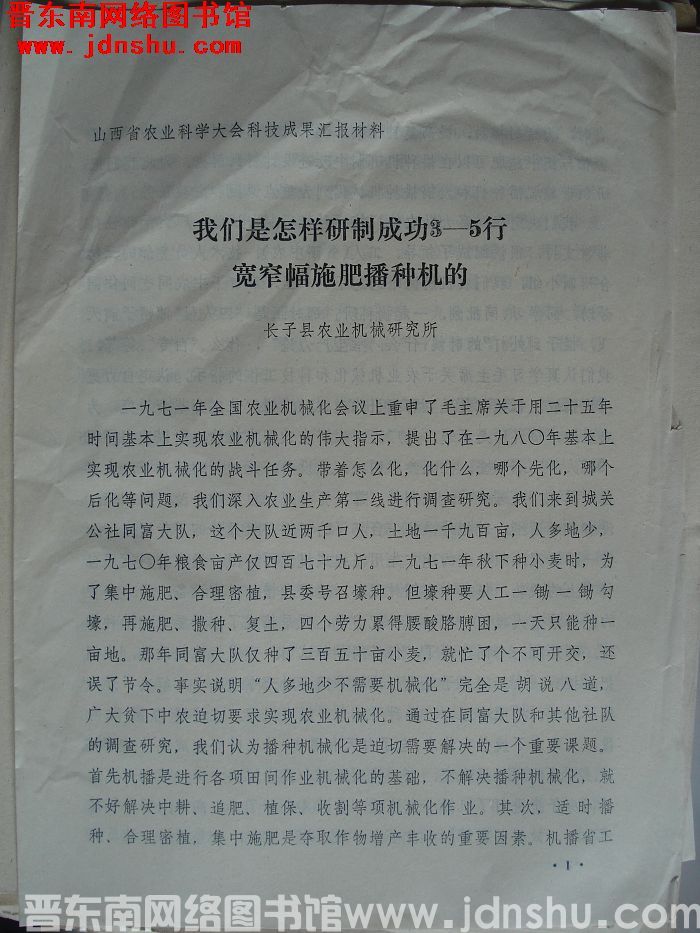 晋东南网络图书馆
www.jdnshu.com
山西省农业科学大会科技成果汇报材料
我们是怎样研制成功3—5行
宽窄幅施肥播种机的
长子县农业机械研究所
一九七一年全国农业机械化会议上重申了毛主席关于用二十五年
时间基本上实现农业机械化的伟大指示，提出了在一九八〇年基本上
实现农业机械化的战斗任务。带着怎么化，化什么，哪个先化，哪个
后化等问题，我们深入农业生产第一线进行调查研究。我们来到城关
公社同富大队，这个大队近两千口人，土地一千九百亩，人多地少，
一九七〇年粮食亩产仅四百七十九斤。一九七一年秋下种小麦时，为
了集中施肥、合理密植，县委号召壕种。但壕种要人工一锄一锄勾
壕，再施肥、撒种、复土，四个劳力累得腰酸胳膊困，一天只能种一
亩地。那年同富大队仅种了三百五十亩小麦，就忙了个不可开交，还
误了节令。事实说明“人多地少不需要机械化”完全是胡说八道，
广大贫下中农迫切要求实现农业机械化。通过在同富大队和其他社队
的调查研究，我们认为播种机械化是迫切需要解决的一个重要课题。
首先机播是进行各项田间作业机械化的基础，不解决播种机械化，就
不好解决中耕、追肥、植保、收割等项机械化作业。其次，适时播
种、合理密植，集中施肥是夺取作物增产丰收的重要因素。机播省工
·1·
晋东南网络图书馆www.jdnshu.com